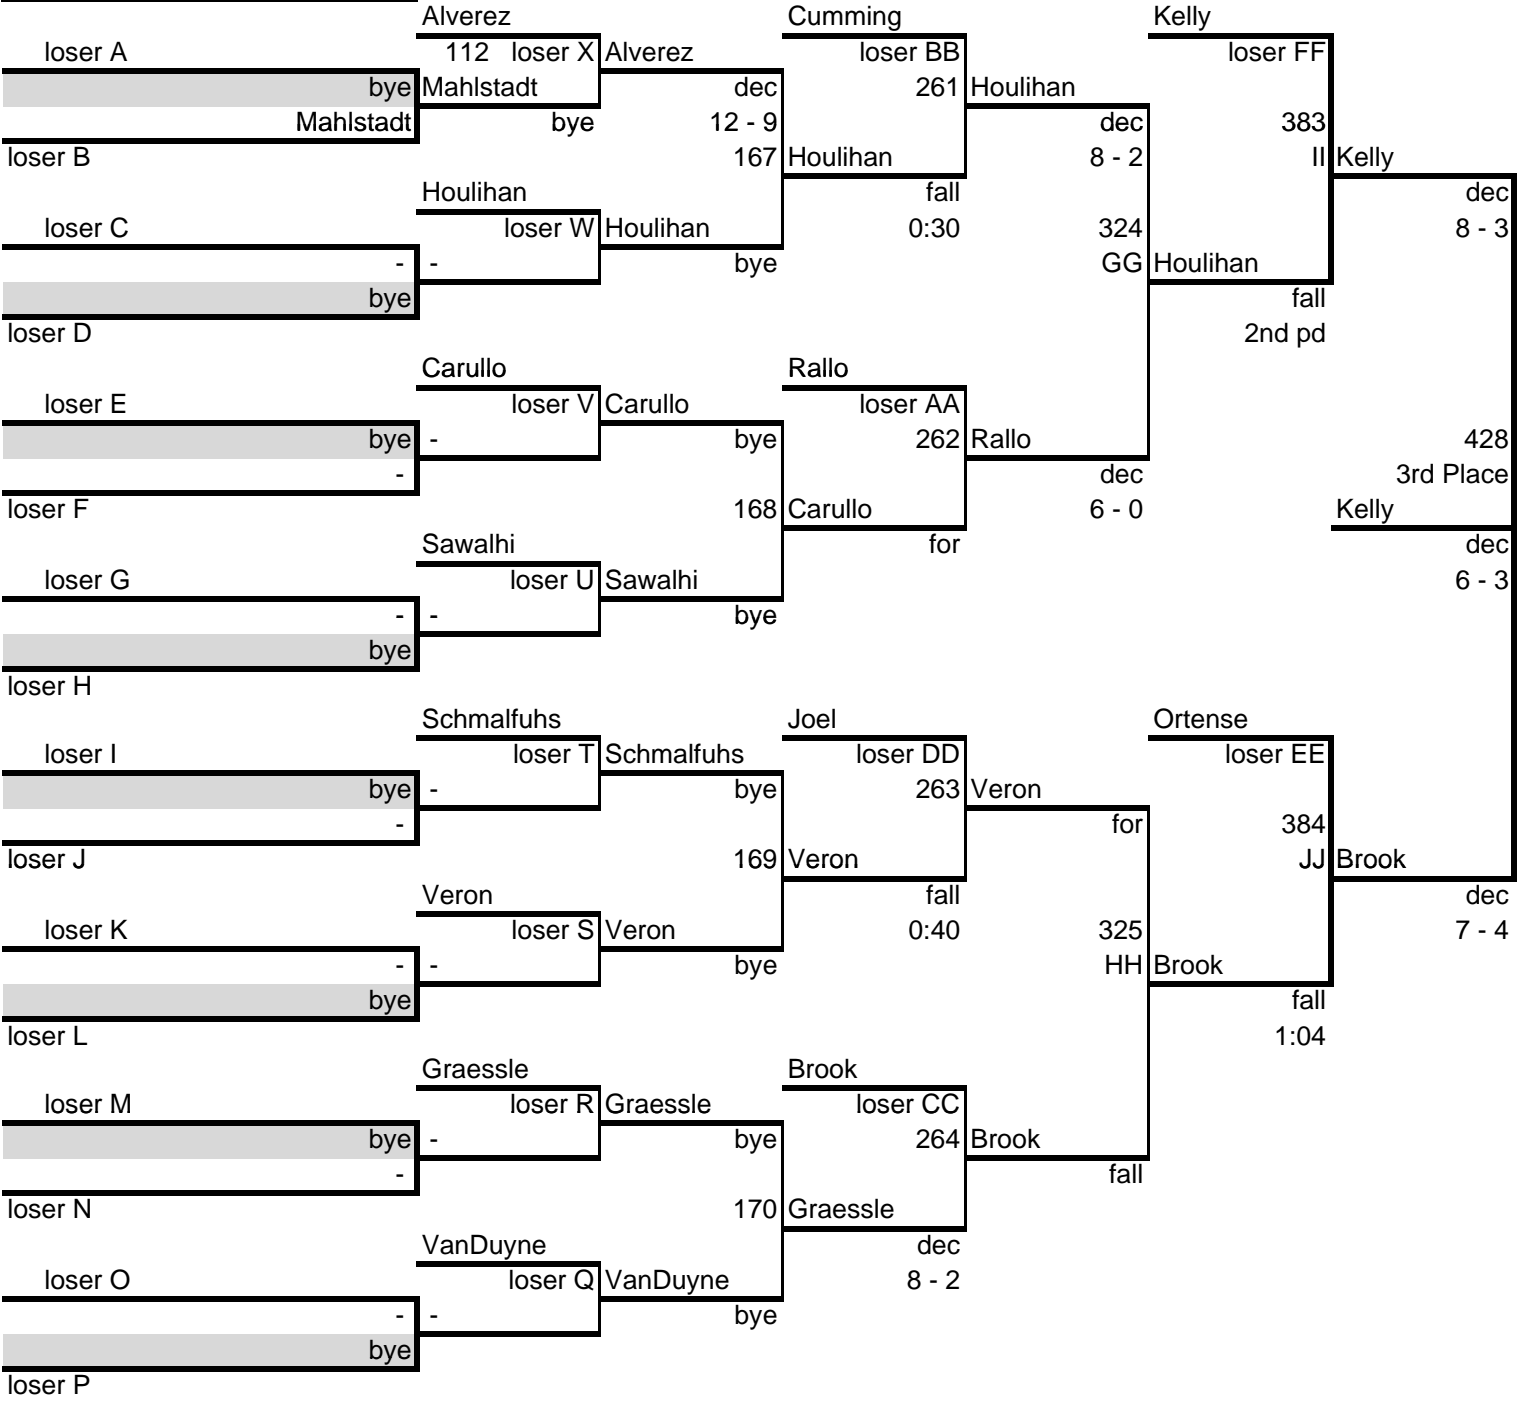 Alverez Cumming Kelly
loser A 112 loser X Alverez loser BB loser FF
bye Mahlstadt dec 261 Houlihan
Mahlstadt bye 12 - 9 dec 383
loser B 167 Houlihan 8 - 2 II Kelly
Houlihan fall dec
loser C loser W Houlihan 0:30 324 8 - 3
- - bye GG Houlihan
bye fall
loser D 2nd pd
Carullo Rallo
loser E loser V Carullo loser AA
bye - bye 262 Rallo 428
- dec 3rd Place
loser F 168 Carullo 6 - 0 Kelly
Sawalhi for dec
loser G loser U Sawalhi 6 - 3
- - bye
bye
loser H
Schmalfuhs Joel Ortense
loser I loser T Schmalfuhs loser DD loser EE
bye - bye 263 Veron
- for 384
loser J 169 Veron JJ Brook
Veron fall dec
loser K loser S Veron 0:40 325 7 - 4
- - bye HH Brook
bye fall
loser L 1:04
Graessle Brook
loser M loser R Graessle loser CC
bye - bye 264 Brook
- fall
loser N 170 Graessle
VanDuyne dec
loser O loser Q VanDuyne 8 - 2
- - bye
bye
loser P